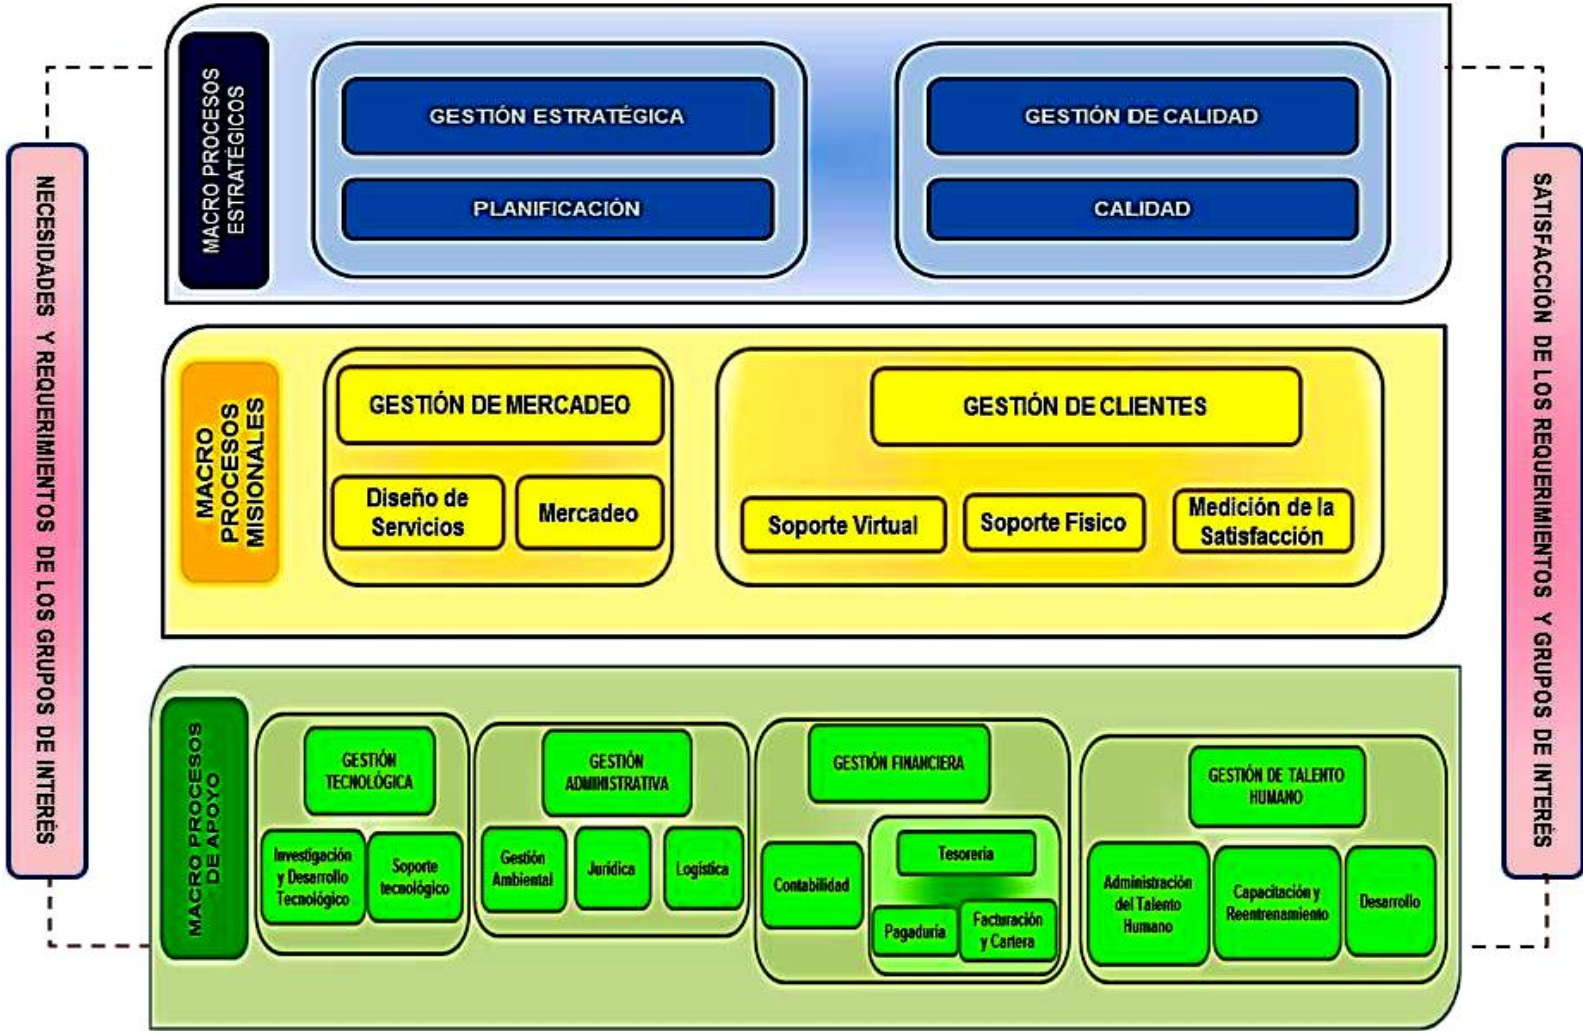 NECESIDADES Y REQUERIMIENTOS DE LOS GRUPOS DE INTERÉS
MACRO PROCESOS
ESTRATÉGICOS
GESTIÓN ESTRATÉGICA
PLANIFICACIÓN
GESTIÓN DE CALIDAD
CALIDAD
MACRO
PROCESOS
MISIONALES
GESTIÓN DE MERCADEO
Diseño de
Servicios
Mercadeo
GESTIÓN DE CLIENTES
Soporte Virtual
Soporte Físico
Medición de la
Satisfacción
MACRO PROCESOS
DE APOYO
GESTIÓN
TECNOLÓGICA
Investigación
y Desarrollo
Tecnológico
Soporte
tecnológico
GESTIÓN
ADMINISTRATIVA
Gestión
Ambiental
Jurídica
Logística
GESTIÓN FINANCIERA
Contabilidad
Tesorería
Pagaduría
Facturación
y Cartera
GESTIÓN DE TALENTO
HUMANO
Administración
del Talento
Humano
Capacitación y
Reentrenamiento
Desarrollo
SATISFACCIÓN DE LOS REQUERIMIENTOS Y GRUPOS DE INTERÉS